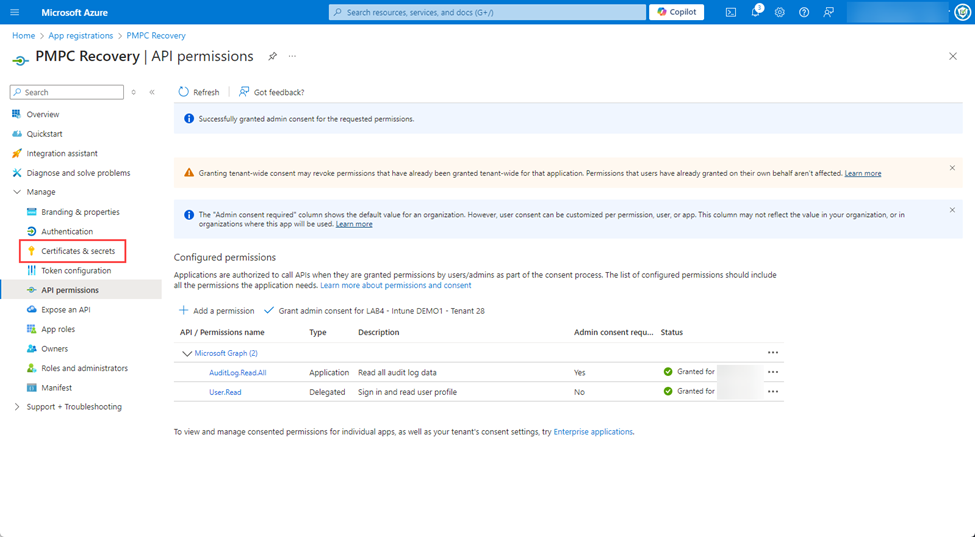 Microsoft Azure
Search resources, services, and docs (G+/)
Copilot
3
Home > App registrations > PMPC Recovery
PMPC Recovery | API permissions
Search
Refresh
Got feedback?
Overview
Quickstart
Integration assistant
Diagnose and solve problems
Manage
Branding & properties
Authentication
Certificates & secrets
Token configuration
API permissions
Expose an API
App roles
Owners
Roles and administrators
Manifest
Support + Troubleshooting
Successfully granted admin consent for the requested permissions.
Granting tenant-wide consent may revoke permissions that have already been granted tenant-wide for that application. Permissions that users have already granted on their own behalf aren't affected. Learn more
The "Admin consent required" column shows the default value for an organization. However, user consent can be customized per permission, user, or app. This column may not reflect the value in your organization, or in
organizations where this app will be used. Learn more
Configured permissions
Applications are authorized to call APIs when they are granted permissions by users/admins as part of the consent process. The list of configured permissions should include
all the permissions the application needs. Learn more about permissions and consent
Add a permission
Grant admin consent for LAB4 - Intune DEMO1 - Tenant 28
API / Permissions name Type Description Admin consent requ... Status
Microsoft Graph (2)
AuditLog.Read.All Application Read all audit log data Yes Granted for
User.Read Delegated Sign in and read user profile No Granted for
To view and manage consented permissions for individual apps, as well as your tenant's consent settings, try Enterprise applications.